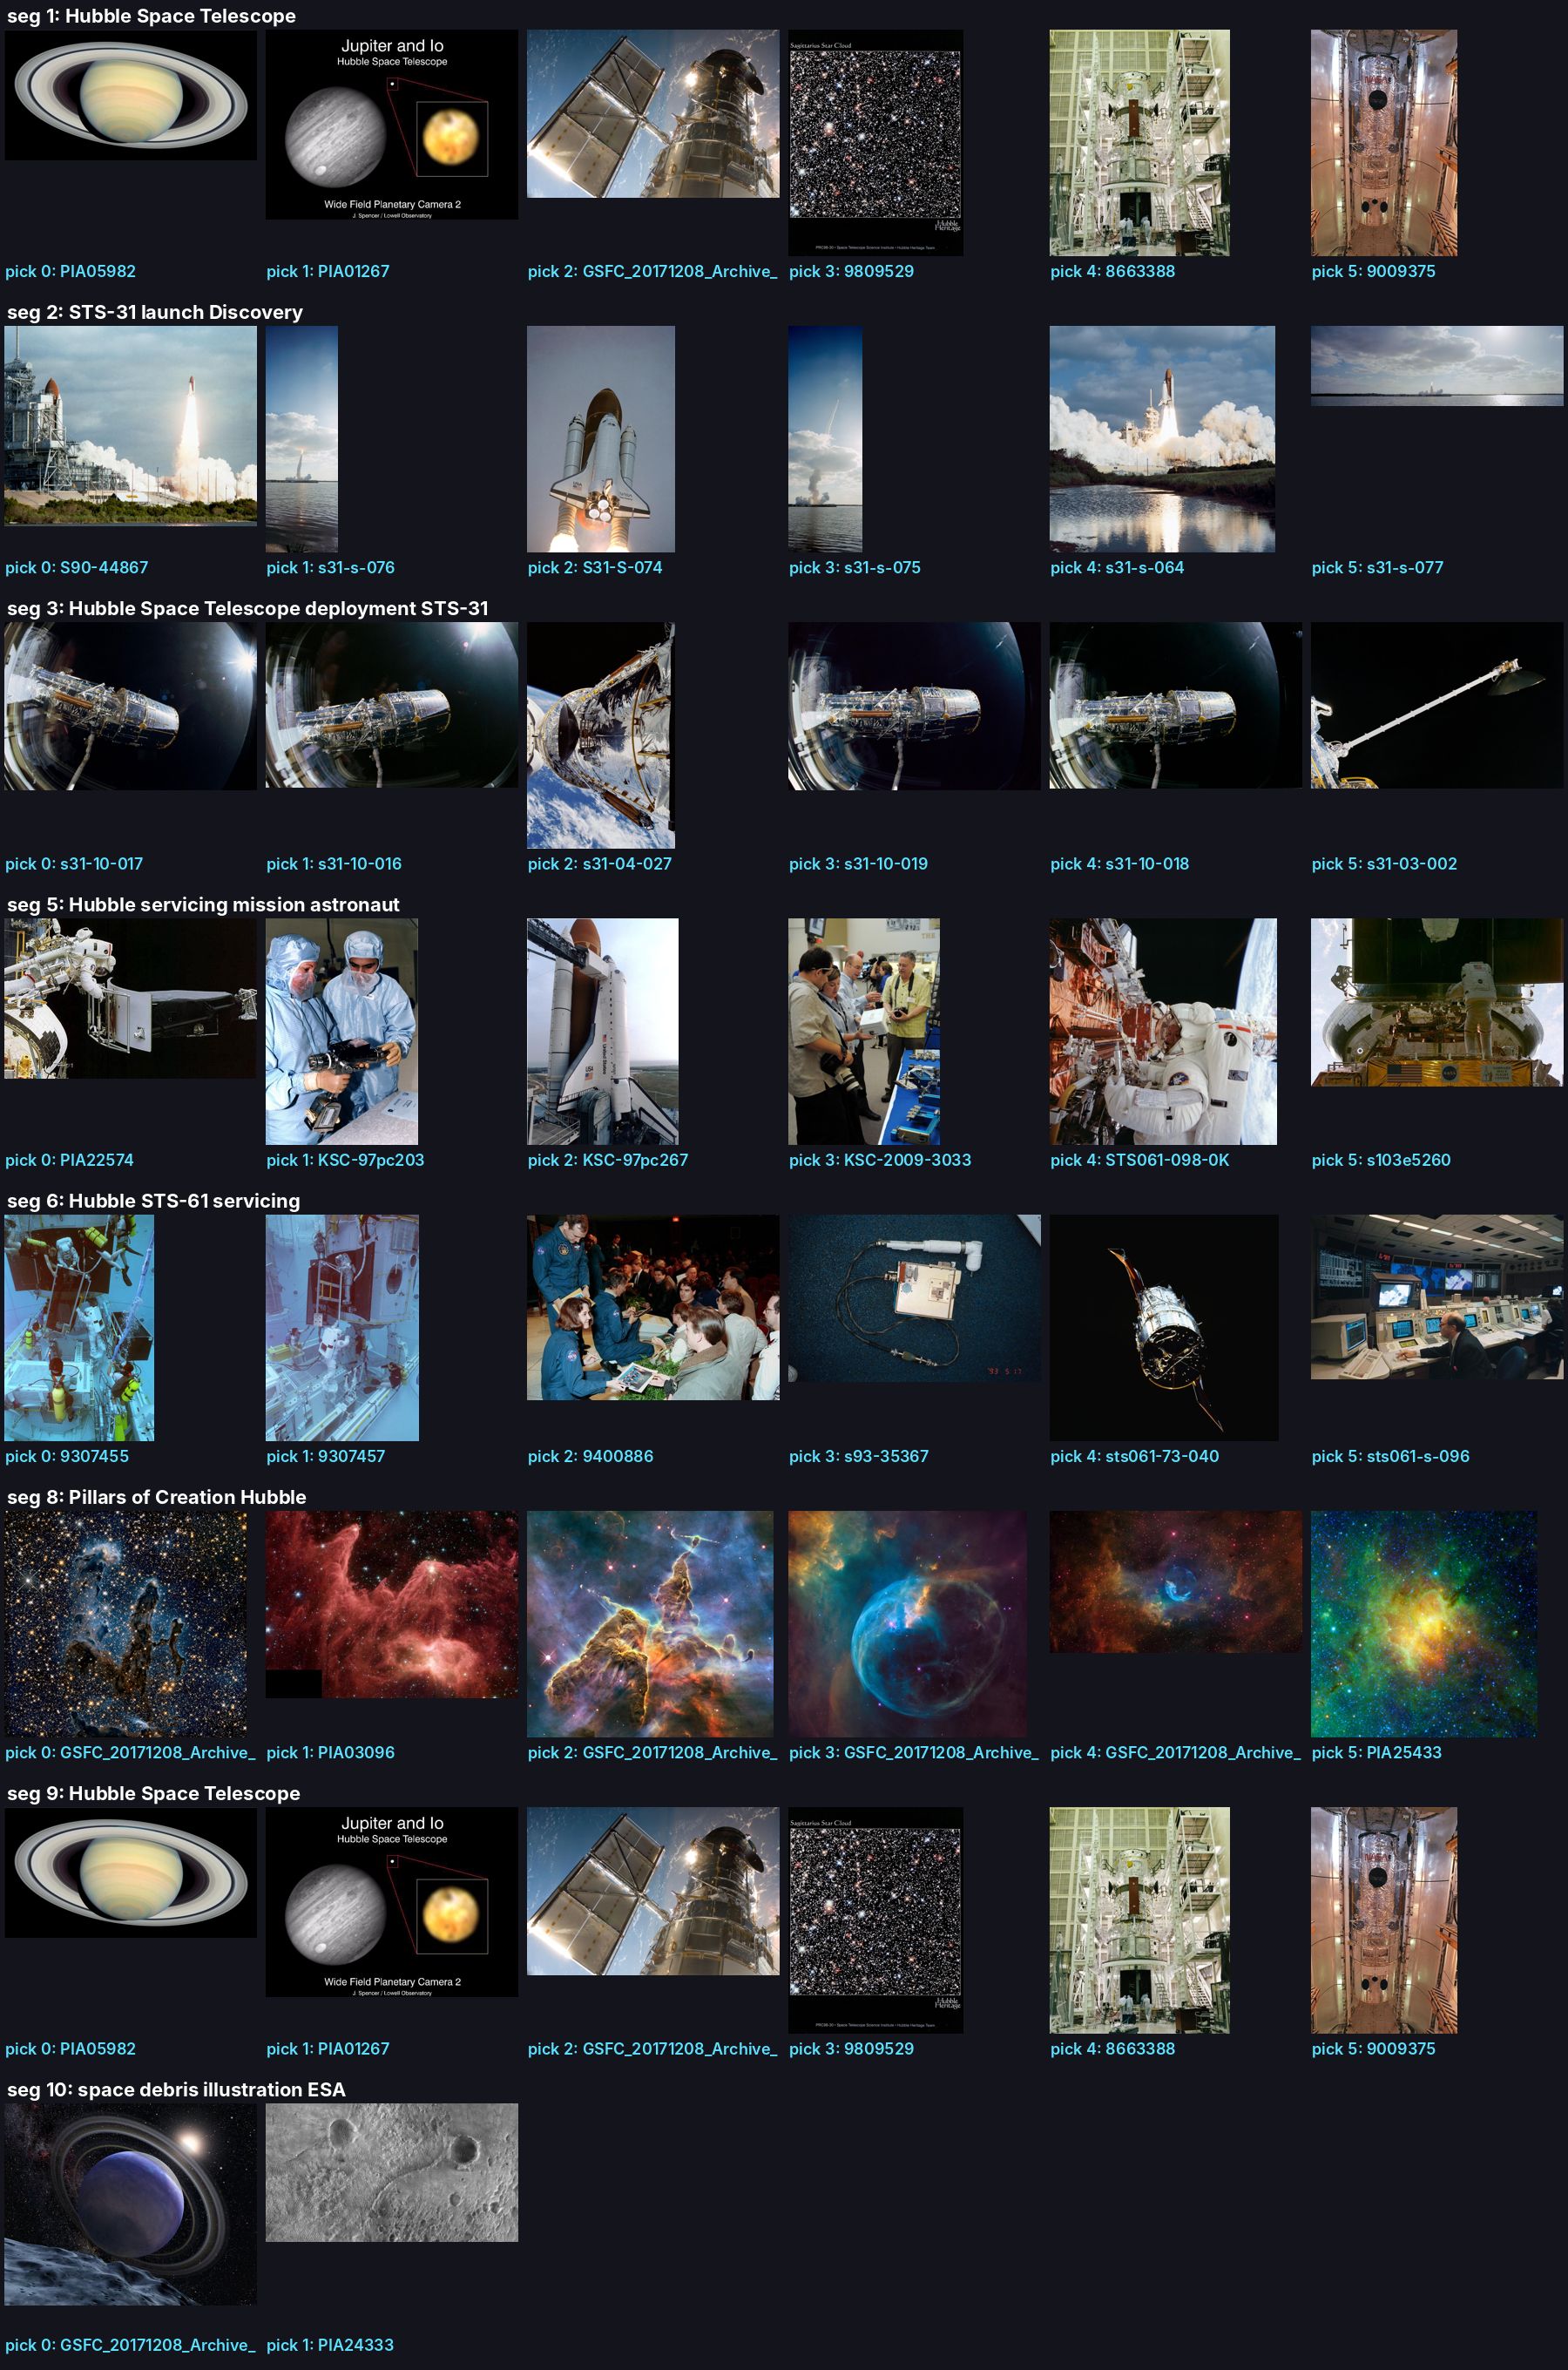 seg 1: Hubble Space Telescope
Jupiter and Io
Hubble Space Telescope
Wide Field Planetary Camera 2
J. Spencer / Lowell Observatory
Sagittarius Star Cloud
Hubble
Heritage
pick 0: PIA05982
pick 1: PIA01267
pick 2: GSFC_20171208_Archive_
pick 3: 9809529
pick 4: 8663388
pick 5: 9009375
seg 2: STS-31 launch Discovery
pick 0: S90-44867
pick 1: s31-s-076
pick 2: S31-S-074
pick 3: s31-s-075
pick 4: s31-s-064
pick 5: s31-s-077
seg 3: Hubble Space Telescope deployment STS-31
pick 0: s31-10-017
pick 1: s31-10-016
pick 2: s31-04-027
pick 3: s31-10-019
pick 4: s31-10-018
pick 5: s31-03-002
seg 5: Hubble servicing mission astronaut
pick 0: PIA22574
pick 1: KSC-97pc203
pick 2: KSC-97pc267
pick 3: KSC-2009-3033
pick 4: STS061-098-0K
pick 5: s103e5260
seg 6: Hubble STS-61 servicing
pick 0: 9307455
pick 1: 9307457
pick 2: 9400886
pick 3: s93-35367
pick 4: sts061-73-040
pick 5: sts061-s-096
seg 8: Pillars of Creation Hubble
pick 0: GSFC_20171208_Archive_
pick 1: PIA03096
pick 2: GSFC_20171208_Archive_
pick 3: GSFC_20171208_Archive_
pick 4: GSFC_20171208_Archive_
pick 5: PIA25433
seg 9: Hubble Space Telescope
Jupiter and Io
Hubble Space Telescope
Wide Field Planetary Camera 2
J. Spencer / Lowell Observatory
Sagittarius Star Cloud
Hubble
Heritage
pick 0: PIA05982
pick 1: PIA01267
pick 2: GSFC_20171208_Archive_
pick 3: 9809529
pick 4: 8663388
pick 5: 9009375
seg 10: space debris illustration ESA
pick 0: GSFC_20171208_Archive_
pick 1: PIA24333